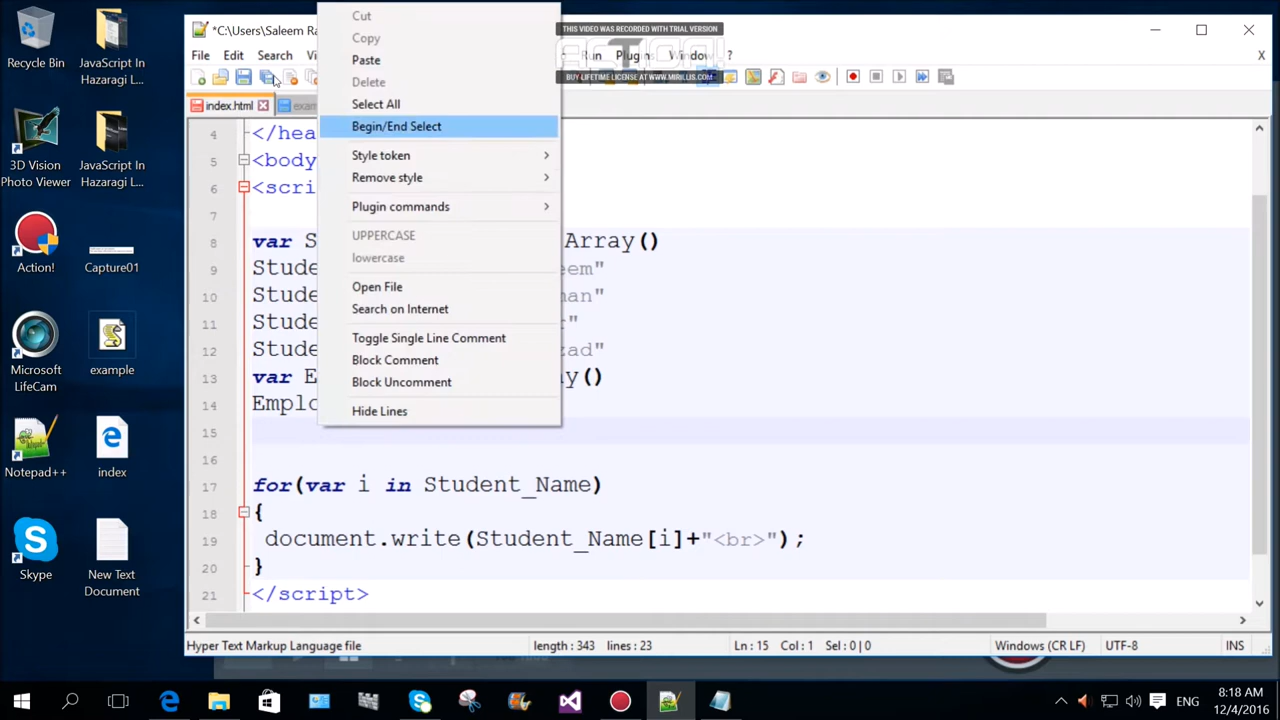 Recycle Bin
JavaScript In
Hazaragi L...
3D Vision
Photo Viewer
JavaScript In
Hazaragi L...
Action!
Capture01
Microsoft
LifeCam
example
Notepad++
index
Skype
New Text
Document
*C:\Users\Saleem Ra
THIS VIDEO WAS RECORDED WITH TRIAL VERSION
ACTION!
BUY LIFETIME LICENSE AT WWW.MIRILLIS.COM
File Edit Search Vi
Run Plugin Window ?
X
index.html
exam
Cut
Copy
Paste
Delete
Select All
Begin/End Select
Style token
Remove style
Plugin commands
UPPERCASE
lowercase
Open File
Search on Internet
Toggle Single Line Comment
Block Comment
Block Uncomment
Hide Lines
4 </hea
5 <body
6 <scri
7
8 var S Array()
9 Stude eem"
10 Stude man"
11 Stude r"
12 Stude zad"
13 var E ay()
14 Emplo
15
16
17 for(var i in Student_Name)
18 {
19 document.write(Student_Name[i]+"<br>");
20 }
21 </script>
Hyper Text Markup Language file length : 343 lines : 23 Ln : 15 Col : 1 Sel : 0 | 0 Windows (CR LF) UTF-8 INS
ENG
8:18 AM
12/4/2016